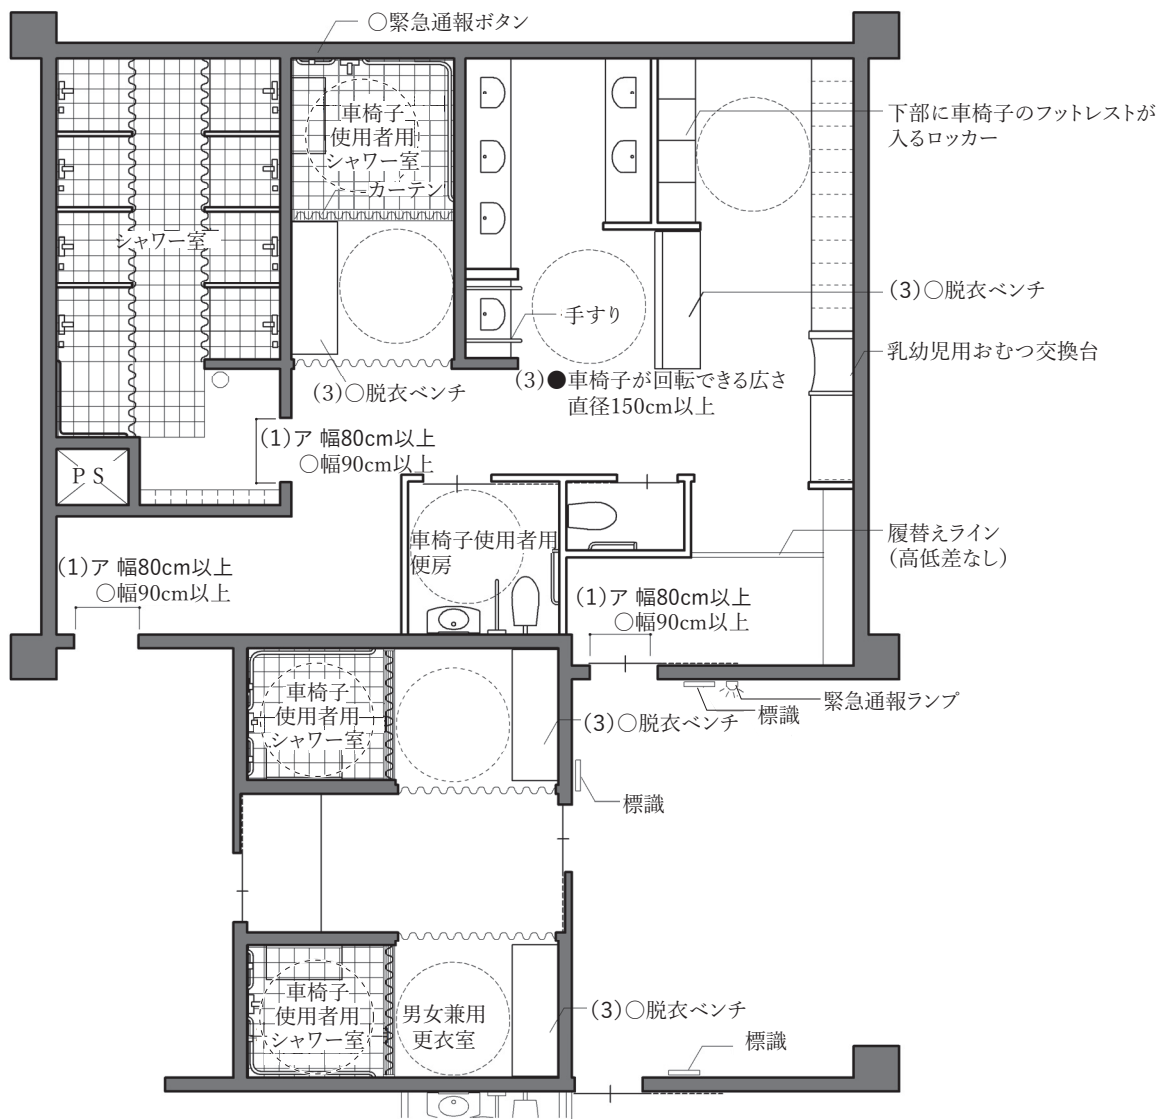 ○緊急通報ボタン
車椅子
使用者用
シャワー室
カーテン
下部に車椅子のフットレストが
入るロッカー
シャワー室
(3)○脱衣ベンチ
手すり
乳幼児用おむつ交換台
(3)○脱衣ベンチ
(3)●車椅子が回転できる広さ
直径150cm以上
(1)ア 幅80cm以上
○幅90cm以上
PS
車椅子使用者用
便房
履替えライン
(高低差なし)
(1)ア 幅80cm以上
○幅90cm以上
(1)ア 幅80cm以上
○幅90cm以上
車椅子
使用者用
シャワー室
(3)○脱衣ベンチ
標識
緊急通報ランプ
標識
車椅子
使用者用
シャワー室
男女兼用
更衣室
(3)○脱衣ベンチ
標識